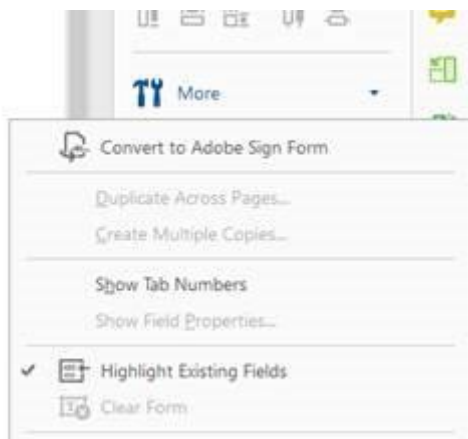 More
Convert to Adobe Sign Form
Duplicate Across Pages...
Create Multiple Copies...
Show Tab Numbers
Show Field Properties...
Highlight Existing Fields
Clear Form